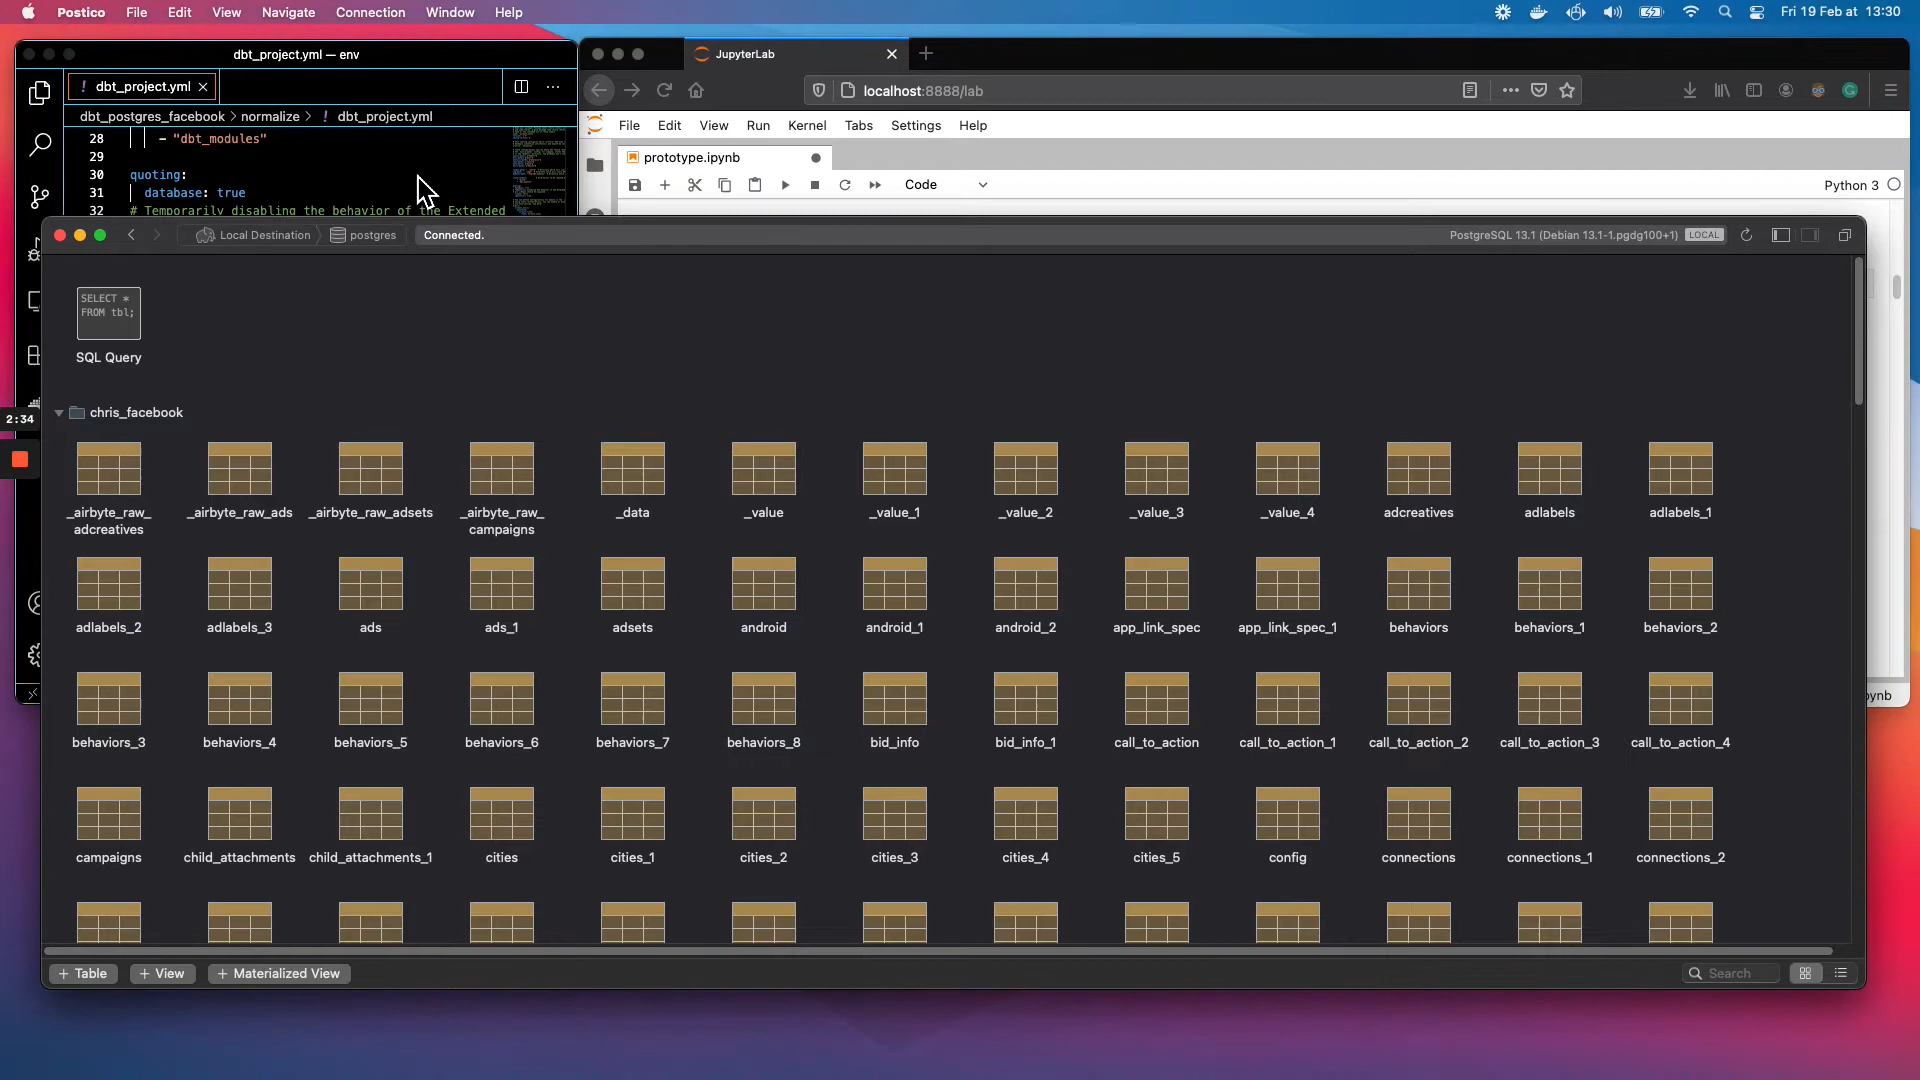 Postico File Edit View Navigate Connection Window Help
Fri 19 Feb at 13:30
dbt_project.yml — env
! dbt_project.yml ×
dbt_postgres_facebook > normalize > ! dbt_project.yml
28 - "dbt_modules"
29
30 quoting:
31 database: true
32 # Temporarily disabling the behavior of the Extended
JupyterLab
localhost:8888/lab
File Edit View Run Kernel Tabs Settings Help
prototype.ipynb
Code
Python 3
Local Destination
postgres
Connected.
PostgreSQL 13.1 (Debian 13.1-1.pgdg100+1) LOCAL
SELECT *
FROM tbl;
SQL Query
2:34
chris_facebook
_airbyte_raw_
adcreatives
_airbyte_raw_ads
_airbyte_raw_adsets
_airbyte_raw_
campaigns
_data
_value
_value_1
_value_2
_value_3
_value_4
adcreatives
adlabels
adlabels_1
adlabels_2
adlabels_3
ads
ads_1
adsets
android
android_1
android_2
app_link_spec
app_link_spec_1
behaviors
behaviors_1
behaviors_2
behaviors_3
behaviors_4
behaviors_5
behaviors_6
behaviors_7
behaviors_8
bid_info
bid_info_1
call_to_action
call_to_action_1
call_to_action_2
call_to_action_3
call_to_action_4
campaigns
child_attachments
child_attachments_1
cities
cities_1
cities_2
cities_3
cities_4
cities_5
config
connections
connections_1
connections_2
+ Table
+ View
+ Materialized View
Search